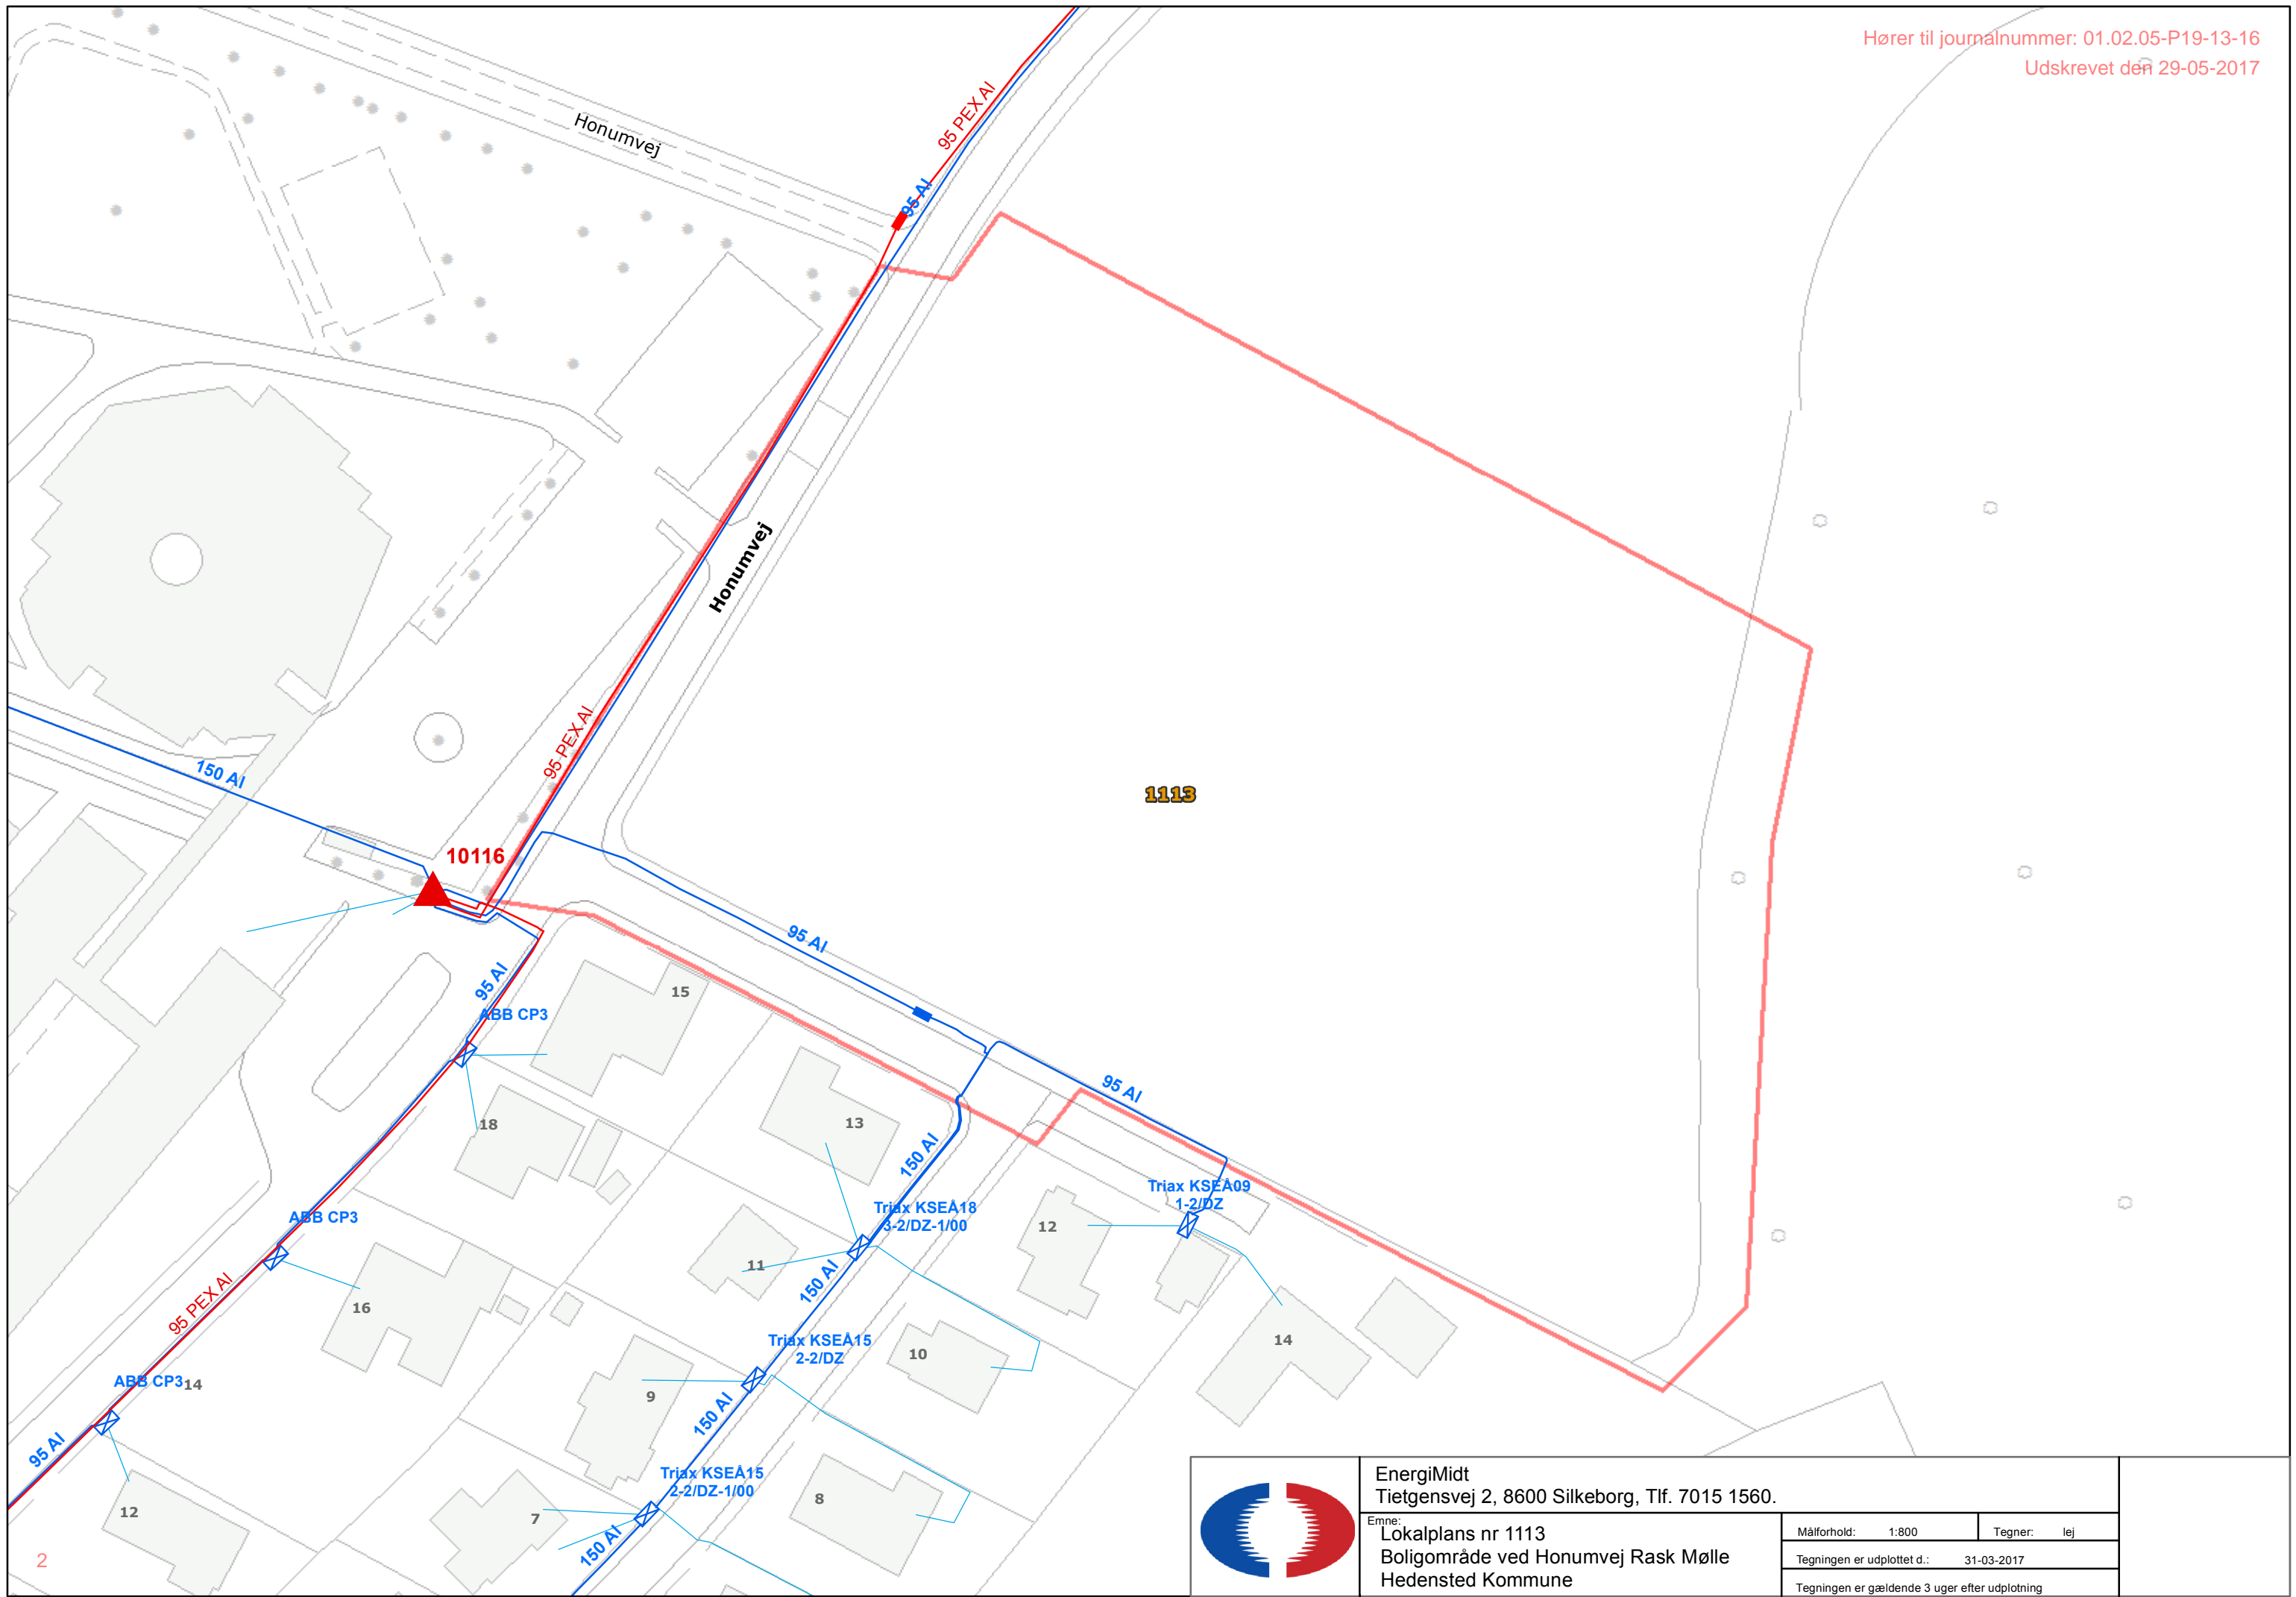 Hører til journalnummer: 01.02.05-P19-13-16
Udskrevet den 29-05-2017
95 PEX Al
Honumvej
95 Al
Honumvej
95 PEX Al
150 Al
1113
10116
95 Al
95 Al
15
ABB CP3
95 Al
18
13
150 Al
Triax KSEÅ09
1-2/DZ
Triax KSEÅ18
3-2/DZ-1/00
ABB CP3
12
11
150 Al
95 PEX Al
16
Triax KSEÅ15
2-2/DZ
10
14
ABB CP3
14
9
150 Al
95 Al
Triax KSEÅ15
2-2/DZ-1/00
8
12
7
150 Al
2
EnergiMidt
Tietgensvej 2, 8600 Silkeborg, Tlf. 7015 1560.
Emne:
Lokalplans nr 1113
Boligområde ved Honumvej Rask Mølle
Hedensted Kommune
Målforhold: 1:800
Tegner: lej
Tegningen er udplottet d.: 31-03-2017
Tegningen er gældende 3 uger efter udplotning